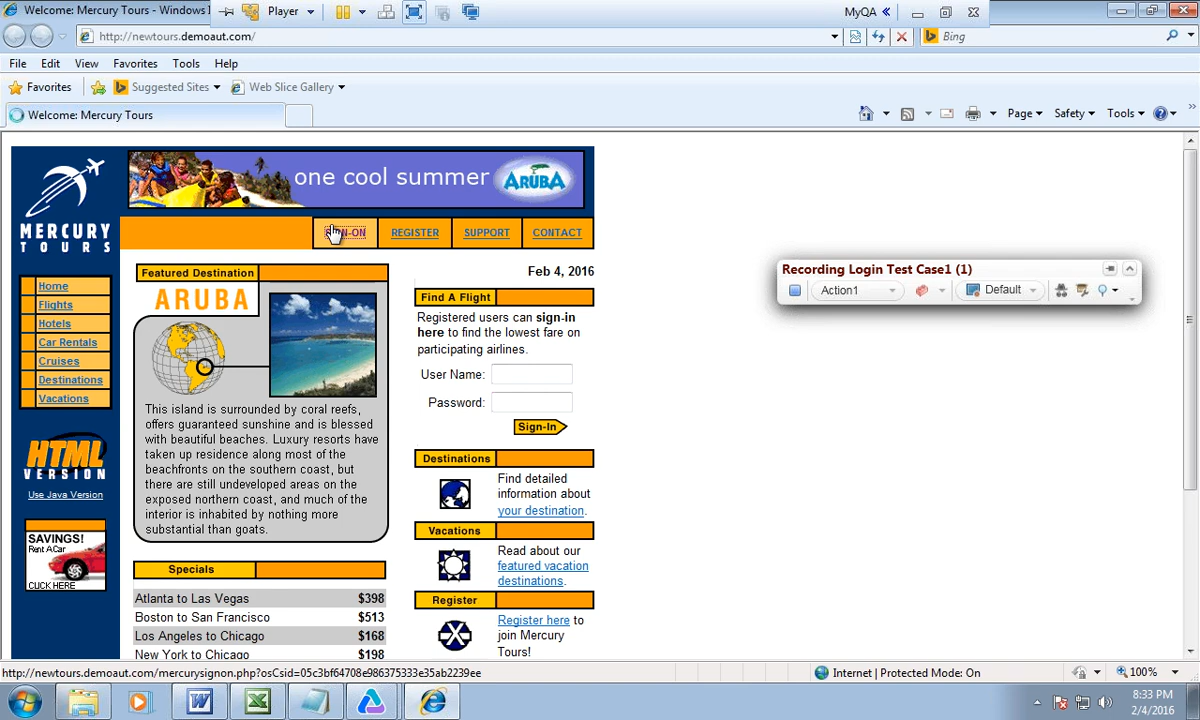 Welcome: Mercury Tours - Windows I
Player
MyQA
http://newtours.demoaut.com/
Bing
File Edit View Favorites Tools Help
Favorites Suggested Sites Web Slice Gallery
Welcome: Mercury Tours
Page Safety Tools
one cool summer ARUBA
MERCURY
TOURS
SIGN-ON REGISTER SUPPORT CONTACT
Home
Flights
Hotels
Car Rentals
Cruises
Destinations
Vacations
HTML
VERSION
Use Java Version
SAVINGS!
Rent A Car
CLICK HERE
Featured Destination
ARUBA
This island is surrounded by coral reefs,
offers guaranteed sunshine and is blessed
with beautiful beaches. Luxury resorts have
taken up residence along most of the
beachfronts on the southern coast, but
there are still undeveloped areas on the
exposed northern coast, and much of the
interior is inhabited by nothing more
substantial than goats.
Specials
Atlanta to Las Vegas $398
Boston to San Francisco $513
Los Angeles to Chicago $168
New York to Chicago $198
Feb 4, 2016
Find A Flight
Registered users can sign-in
here to find the lowest fare on
participating airlines.
User Name:
Password:
Sign-In
Destinations
Find detailed
information about
your destination.
Vacations
Read about our
featured vacation
destinations.
Register
Register here to
join Mercury
Tours!
Recording Login Test Case1 (1)
Action1 Default
http://newtours.demoaut.com/mercurysignon.php?osCsid=05c3bf64708e986375333e35ab2239ee
Internet | Protected Mode: On
100%
8:33 PM
2/4/2016